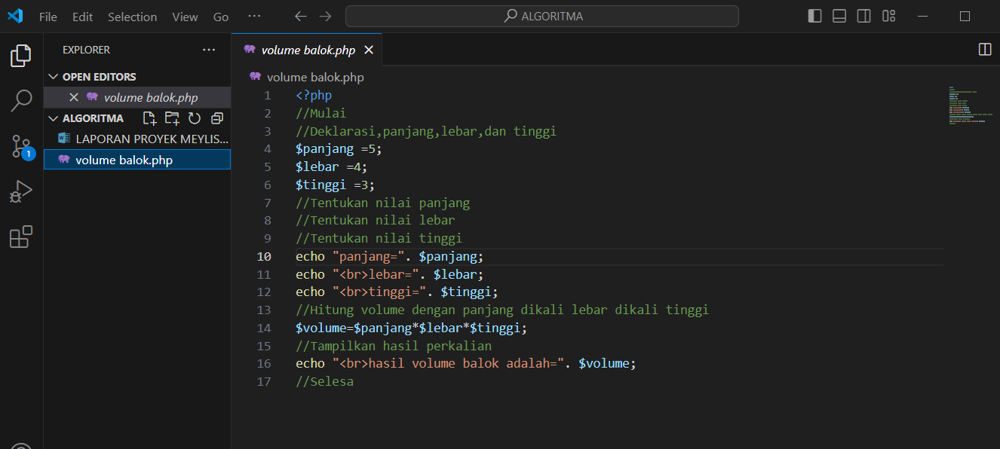 File Edit Selection View Go ··· ALGORITMA
EXPLORER ···
OPEN EDITORS
volume balok.php
ALGORITMA
LAPORAN PROYEK MEYLIS...
volume balok.php
1
volume balok.php
volume balok.php
1 <?php
2 //Mulai
3 //Deklarasi,panjang,lebar,dan tinggi
4 $panjang =5;
5 $lebar =4;
6 $tinggi =3;
7 //Tentukan nilai panjang
8 //Tentukan nilai lebar
9 //Tentukan nilai tinggi
10 echo "panjang=". $panjang;
11 echo "<br>lebar=". $lebar;
12 echo "<br>tinggi=". $tinggi;
13 //Hitung volume dengan panjang dikali lebar dikali tinggi
14 $volume=$panjang*$lebar*$tinggi;
15 //Tampilkan hasil perkalian
16 echo "<br>hasil volume balok adalah=". $volume;
17 //Selesa